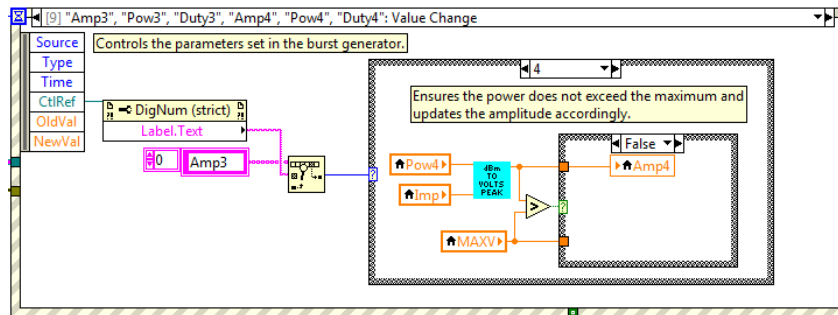 [9] "Amp3", "Pow3", "Duty3", "Amp4", "Pow4", "Duty4": Value Change
Source
Type
Time
CtlRef
OldVal
NewVal
Controls the parameters set in the burst generator.
DigNum (strict)
Label.Text
0
Amp3
4
Ensures the power does not exceed the maximum and
updates the amplitude accordingly.
False
Pow4
Imp
dBm
TO
VOLTS
PEAK
Amp4
>
MAXV
?
?